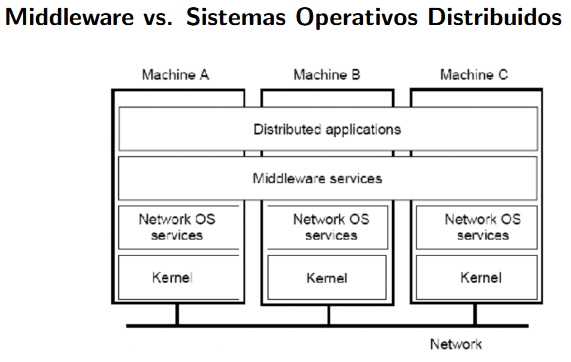 Middleware vs. Sistemas Operativos Distribuidos
Machine A Machine B Machine C
Distributed applications
Middleware services
Network OS Network OS Network OS
services services services
Kernel Kernel Kernel
Network